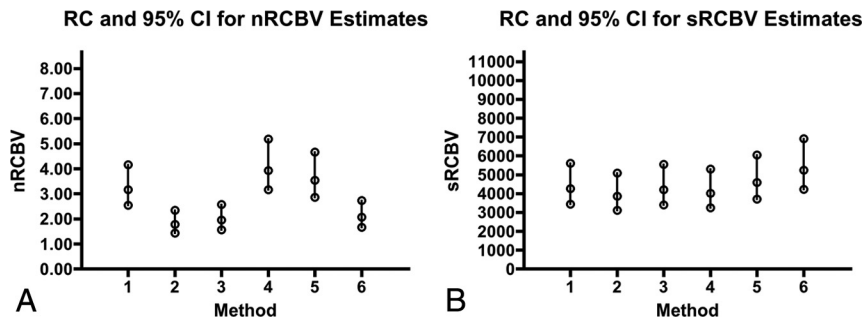 RC and 95% CI for nRCBV Estimates
8.00
7.00
6.00
5.00
4.00
3.00
2.00
1.00
0.00
nRCBV
1 2 3 4 5 6
Method
A
RC and 95% CI for sRCBV Estimates
11000
10000
9000
8000
7000
6000
5000
4000
3000
2000
1000
0
sRCBV
1 2 3 4 5 6
Method
B